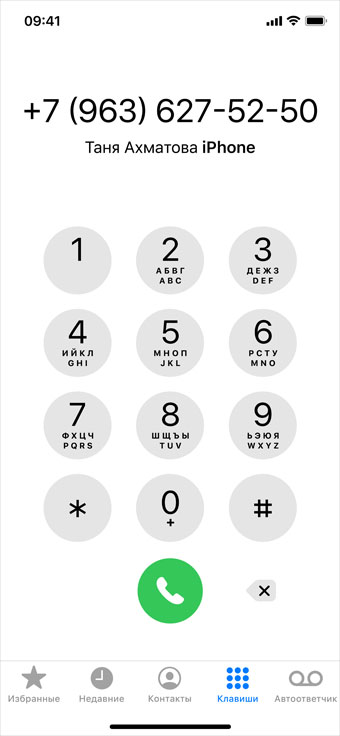 09:41
+7 (963) 627-52-50
Таня Ахматова iPhone
1 2 3
АБВГ ДЕЖЗ
ABC DEF
4 5 6
ИЙКЛ МНОП РСТУ
GHI JKL MNO
7 8 9
ФХЦЧ ШЩЪЫ ЬЭЮЯ
PQRS TUV WXYZ
* 0 #
+
Избранные Недавние Контакты Клавиши Автоответчик